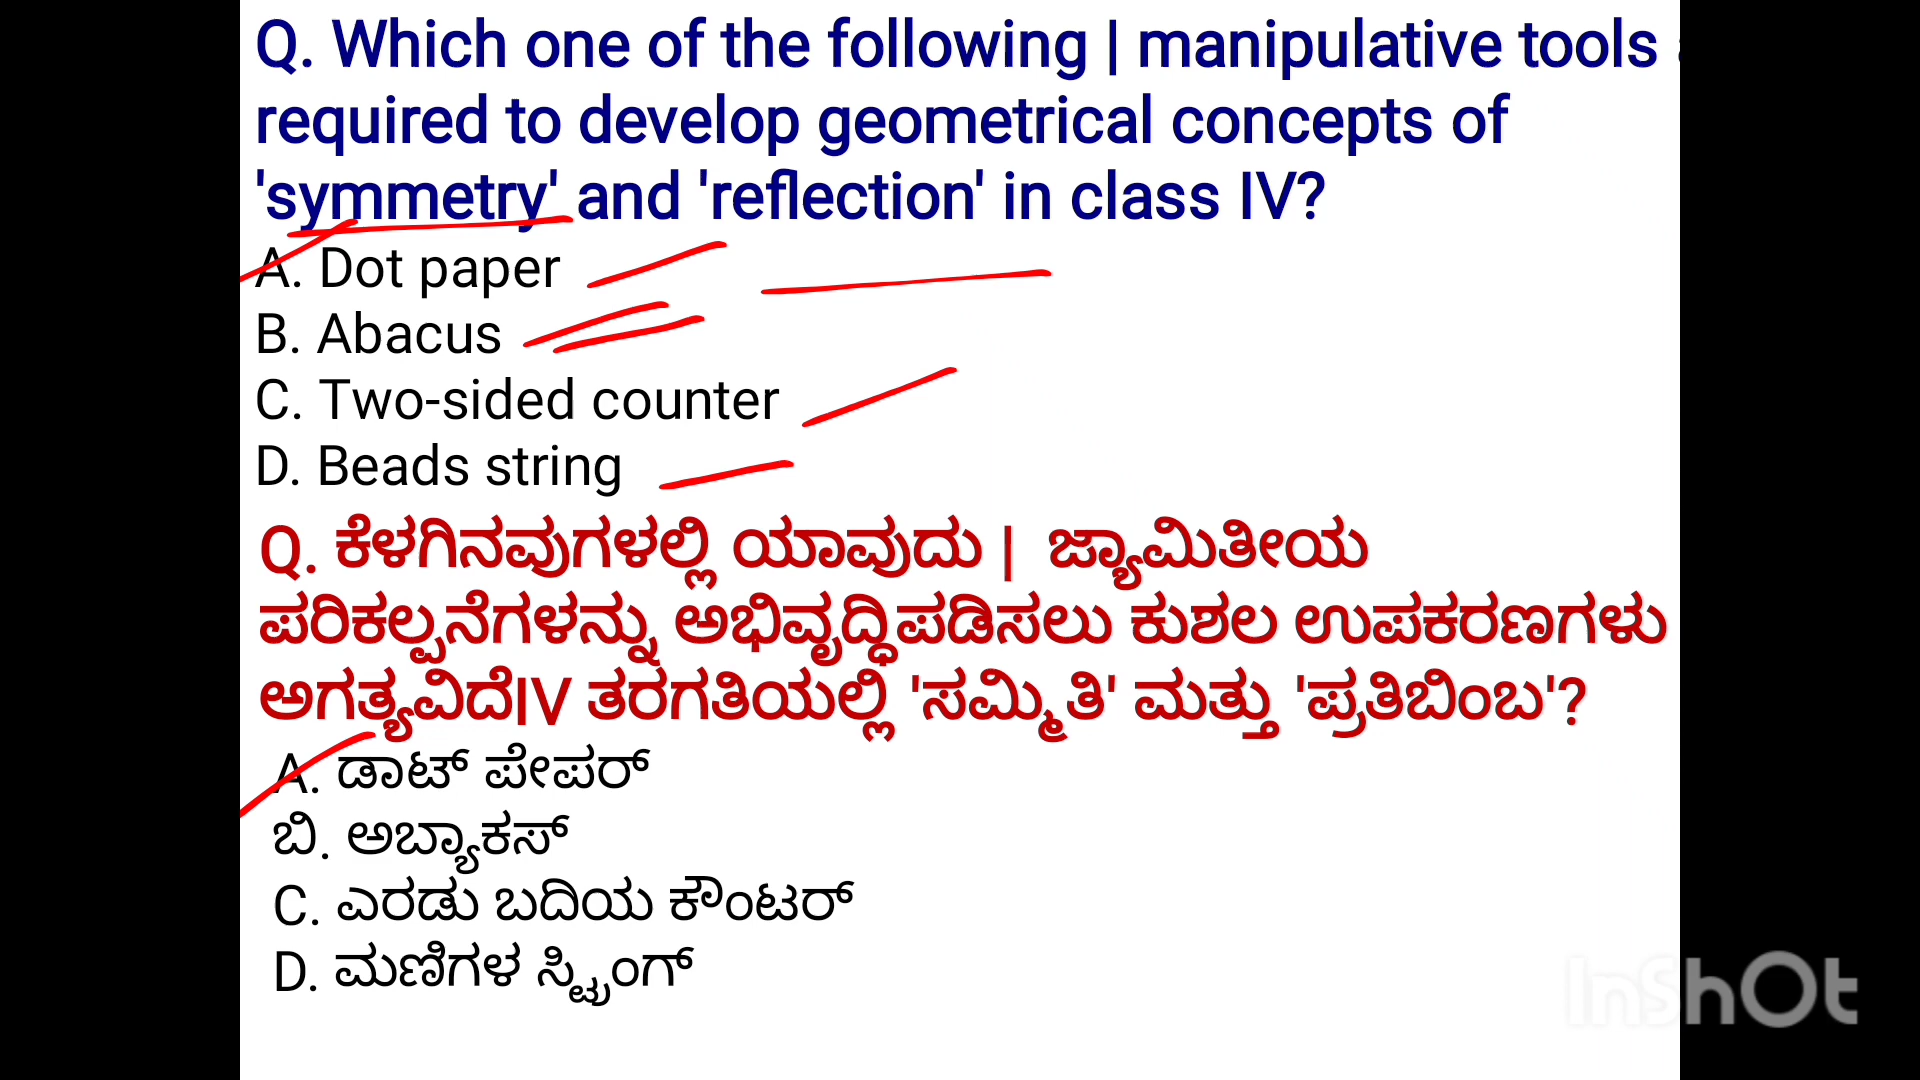 Q. Which one of the following | manipulative tools
required to develop geometrical concepts of
'symmetry' and 'reflection' in class IV?
A. Dot paper
B. Abacus
C. Two-sided counter
D. Beads string
Q. ಕೆಳಗಿನವುಗಳಲ್ಲಿ ಯಾವುದು | ಜ್ಯಾಮಿತೀಯ
ಪರಿಕಲ್ಪನೆಗಳನ್ನು ಅಭಿವೃದ್ಧಿಪಡಿಸಲು ಕುಶಲ ಉಪಕರಣಗಳು
ಅಗತ್ಯವಿದೆIV ತರಗತಿಯಲ್ಲಿ 'ಸಮ್ಮಿತಿ' ಮತ್ತು 'ಪ್ರತಿಬಿಂಬ'?
A. ಡಾಟ್ ಪೇಪರ್
ಬಿ. ಅಬ್ಯಾಕಸ್
C. ಎರಡು ಬದಿಯ ಕೌಂಟರ್
D. ಮಣಿಗಳ ಸ್ಟ್ರಿಂಗ್
InShOt